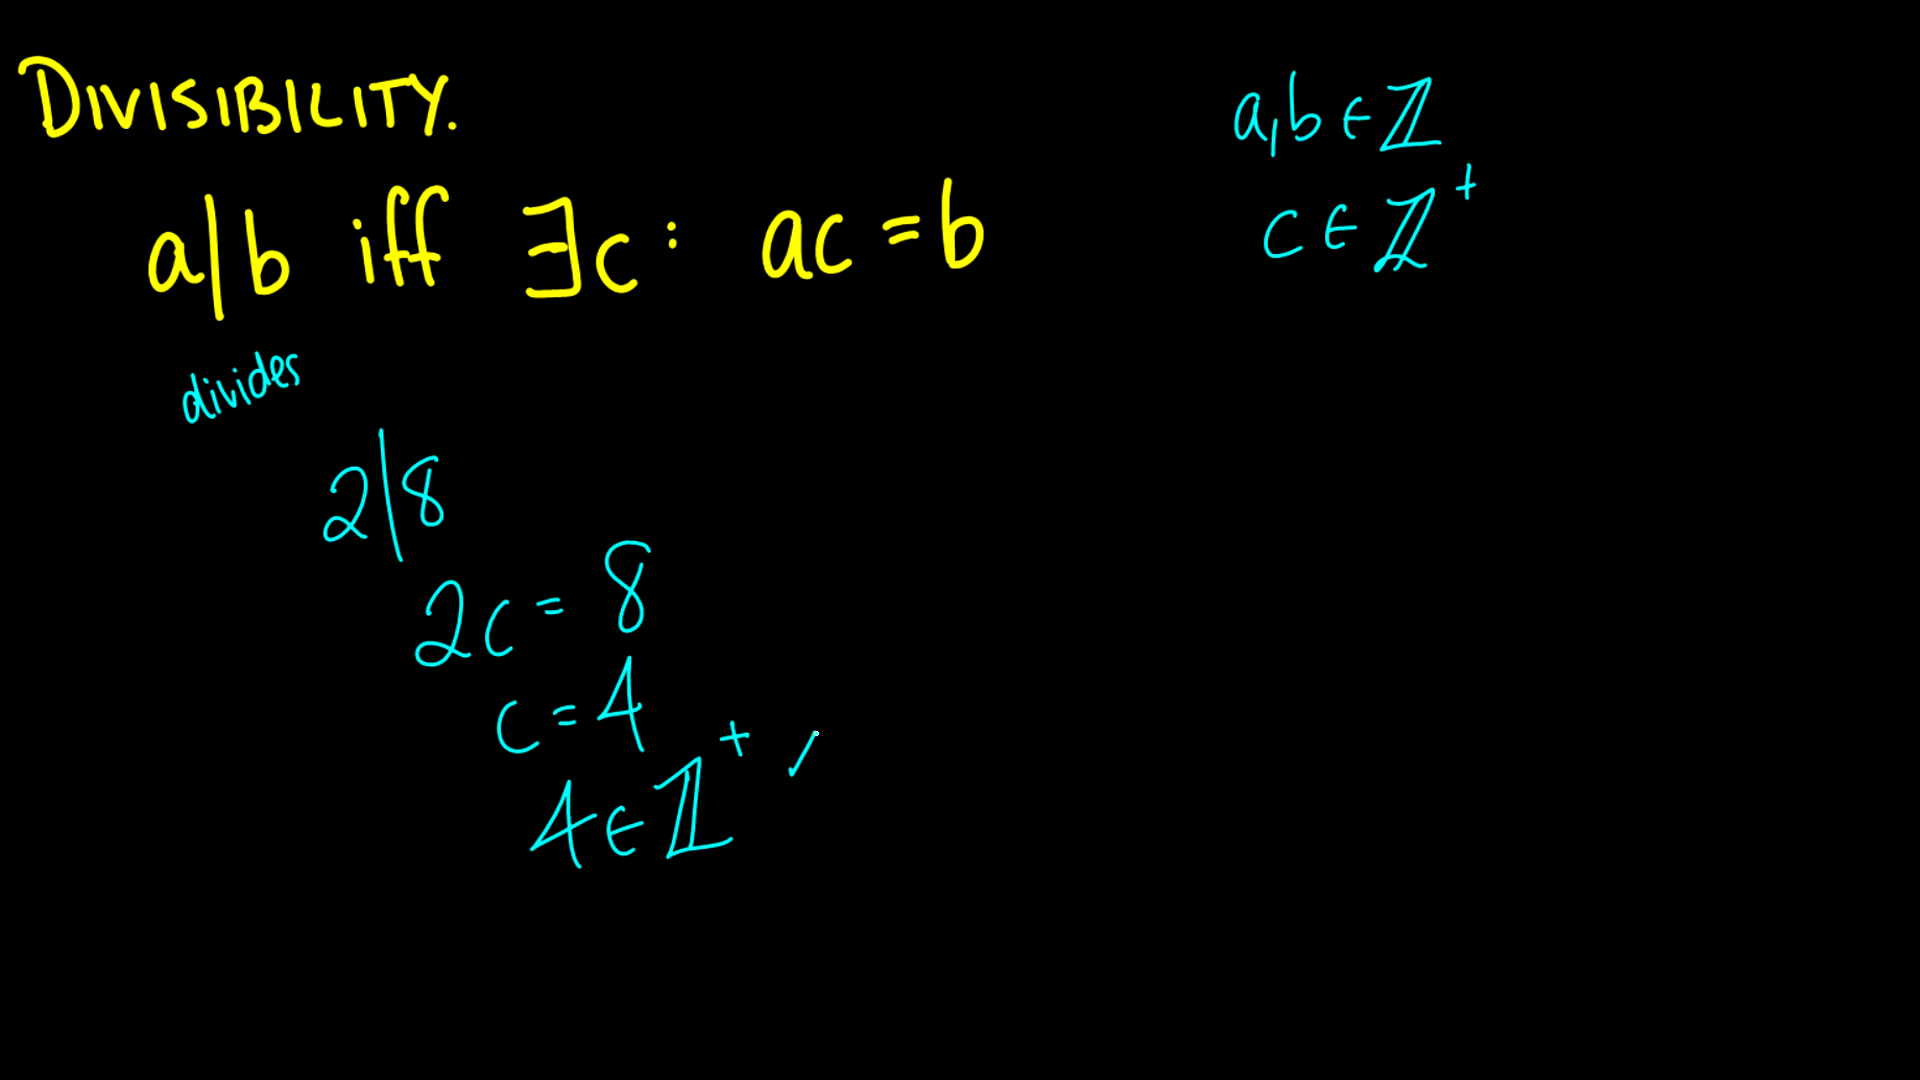 DIVISIBILITY.
a|b iff ∃c: ac = b
a,b ∈ ℤ
c ∈ ℤ⁺
divides
2|8
2c = 8
c = 4
4 ∈ ℤ⁺ ✓